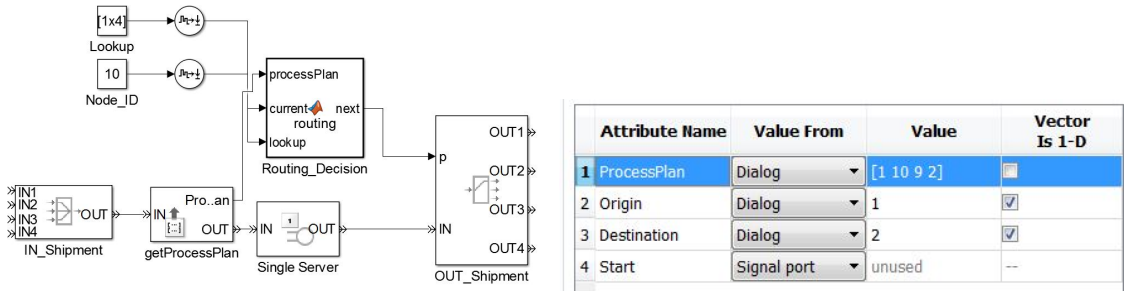 [1x4]
Lookup
10
Node_ID
processPlan
current
next
routing
lookup
Routing_Decision
IN1
IN2
IN3
IN4
OUT
IN_Shipment
Pro..an
IN
{...}
OUT
getProcessPlan
IN
1
OUT
Single Server
p
IN
OUT1
OUT2
OUT3
OUT4
OUT_Shipment
Attribute Name Value From Value Vector Is 1-D
1 ProcessPlan Dialog [1 10 9 2]
2 Origin Dialog 1
3 Destination Dialog 2
4 Start Signal port unused --